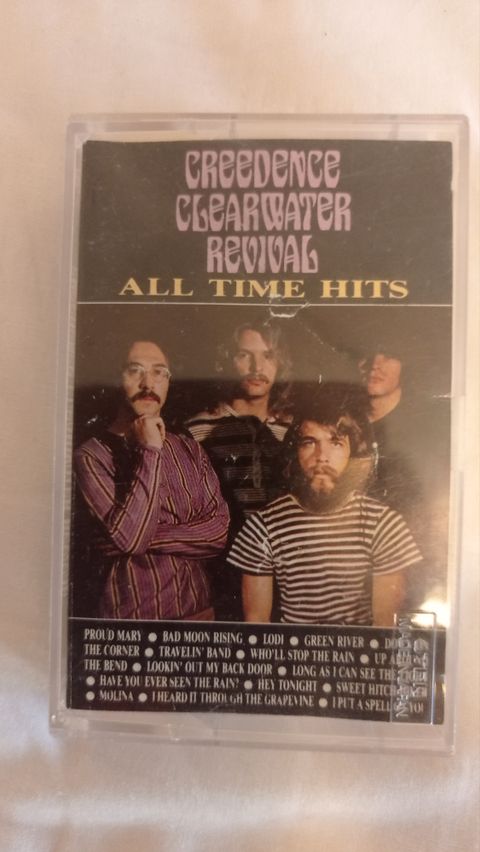 CREEDENCE
CLEARWATER
REVIVAL
ALL TIME HITS
PROUD MARY ● BAD MOON RISING ● LODI ● GREEN RIVER ●
THE CORNER ● TRAVELIN' BAND ● WHO'LL STOP THE RAIN ● UP
THE BEND ● LOOKIN' OUT MY BACK DOOR ● LONG AS I CAN SEE THE
● HAVE YOU EVER SEEN THE RAIN? ● HEY TONIGHT ● SWEET HITCH
● MOLINA ● I HEARD IT THROUGH THE GRAPEVINE ● I PUT A SPELL